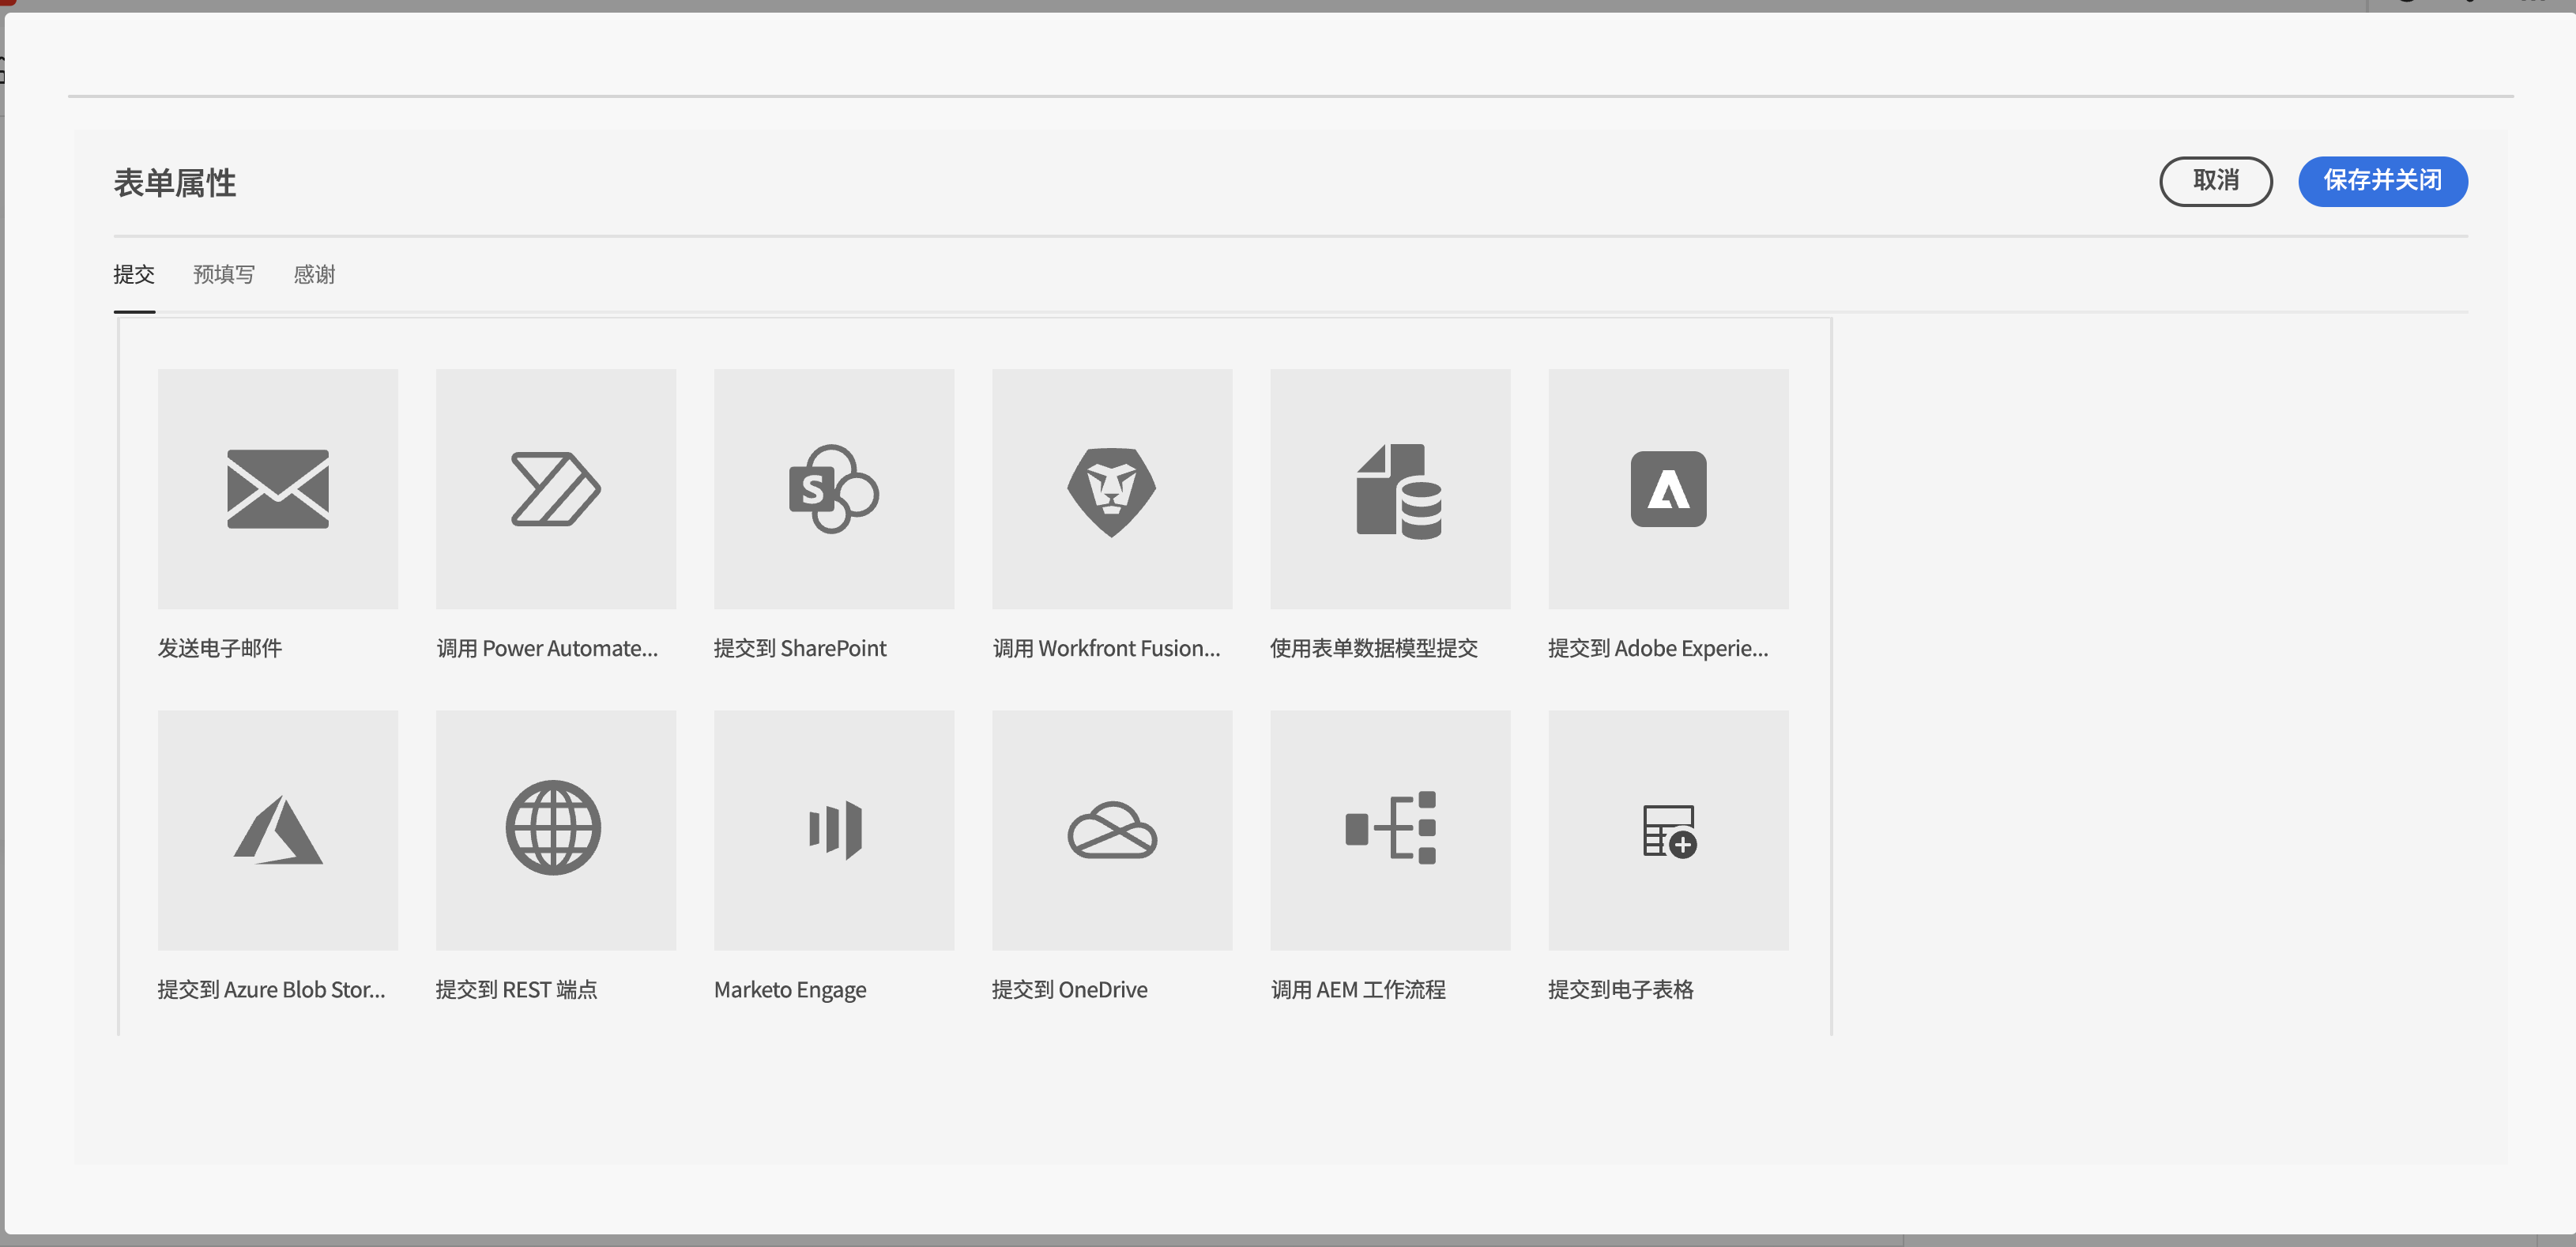 表单属性
取消
保存并关闭
提交
预填写
感谢
发送电子邮件
调用 Power Automate...
提交到 SharePoint
调用 Workfront Fusion...
使用表单数据模型提交
提交到 Adobe Experie...
提交到 Azure Blob Stor...
提交到 REST 端点
Marketo Engage
提交到 OneDrive
调用 AEM 工作流程
提交到电子表格